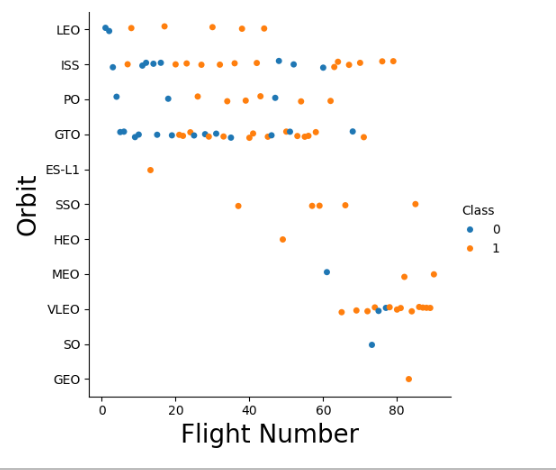 LEO
ISS
PO
GTO
ES-L1
SSO
HEO
MEO
VLEO
SO
GEO
Orbit
0 20 40 60 80
Flight Number
Class
0
1